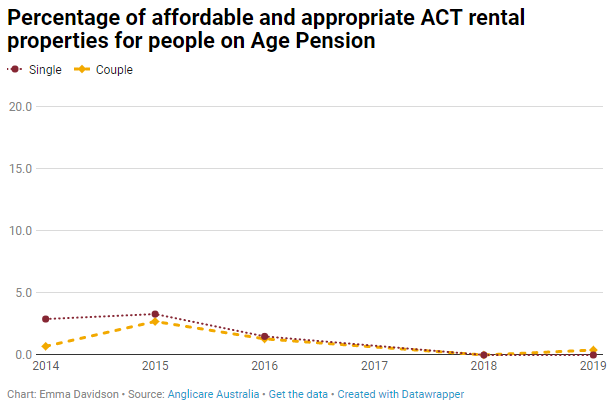 Percentage of affordable and appropriate ACT rental
properties for people on Age Pension
Single Couple
20.0
15.0
10.0
5.0
0.0
2014 2015 2016 2017 2018 2019
Chart: Emma Davidson • Source: Anglicare Australia • Get the data • Created with Datawrapper